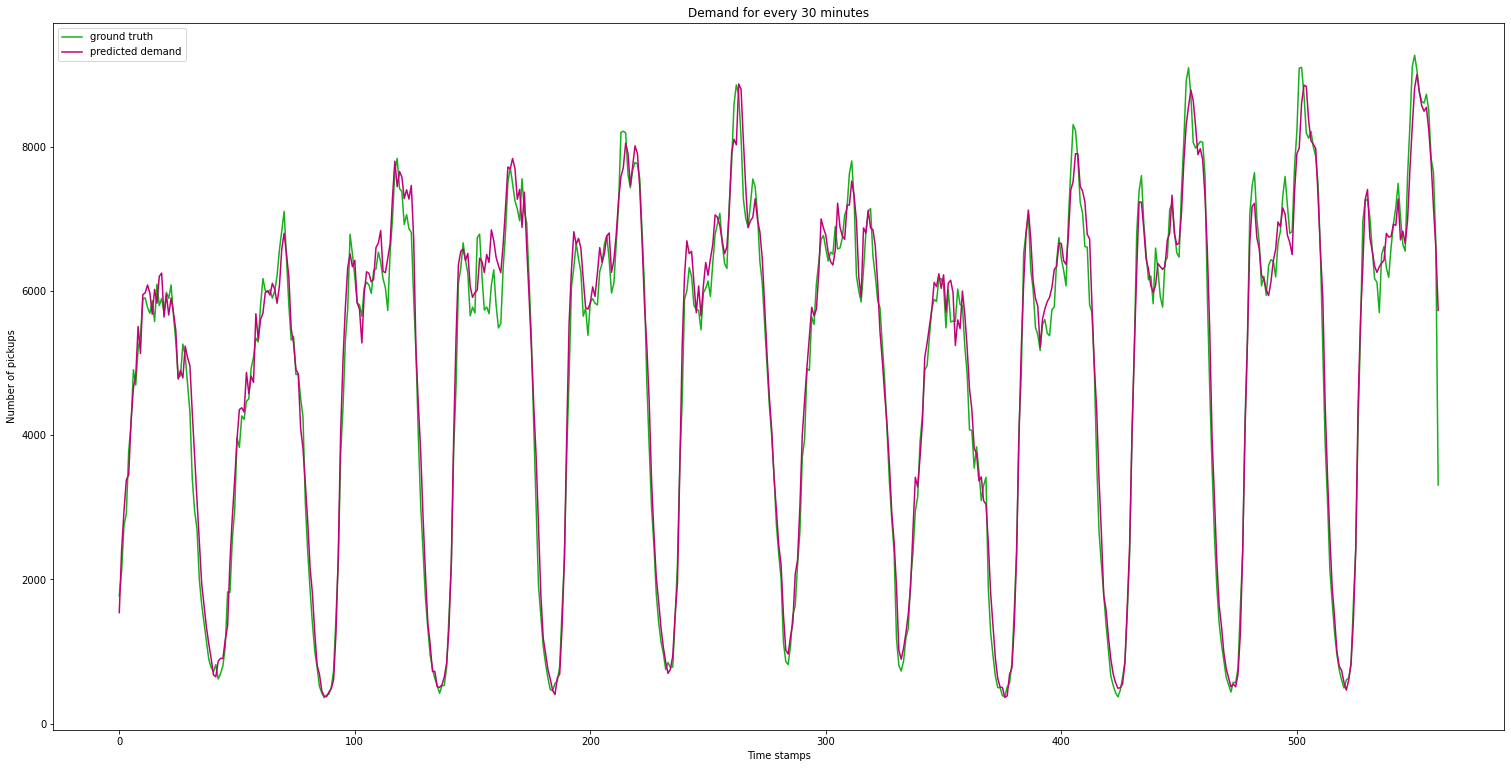 Demand for every 30 minutes
ground truth
predicted demand
Number of pickups
8000
6000
4000
2000
0
0 100 200 300 400 500
Time stamps